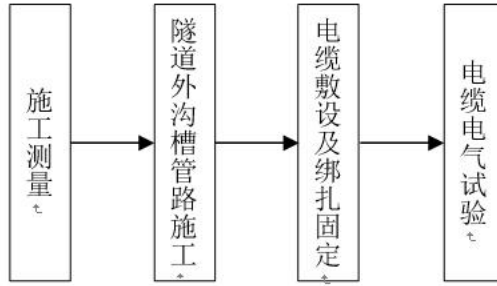 施工测量
隧道外沟槽管路施工
电缆敷设及绑扎固定
电缆电气试验